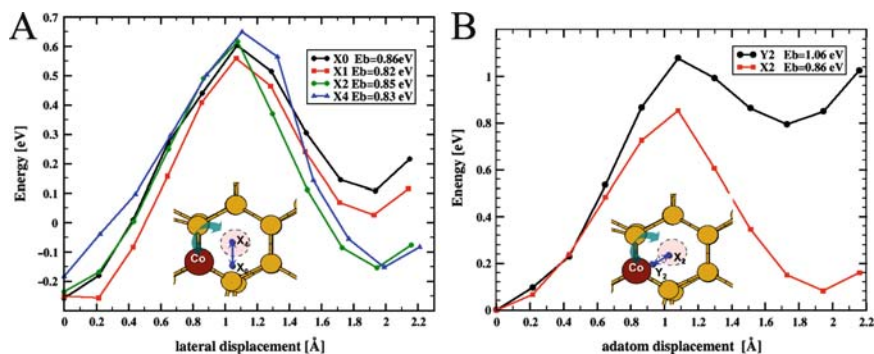 A
B
0.7
0.6
0.5
0.4
0.3
0.2
0.1
0
-0.1
-0.2
Energy [eV]
X0 Eb=0.86eV
X1 Eb=0.82 eV
X2 Eb=0.85 eV
X4 Eb=0.83 eV
Co
X4
0 0.2 0.4 0.6 0.8 1 1.2 1.4 1.6 1.8 2 2.2
lateral displacement [Å]
1
0.8
0.6
0.4
0.2
0
Energy [eV]
Y2 Eb=1.06 eV
X2 Eb=0.86 eV
Co
Y2
X2
0 0.2 0.4 0.6 0.8 1 1.2 1.4 1.6 1.8 2 2.2
adatom displacement [Å]